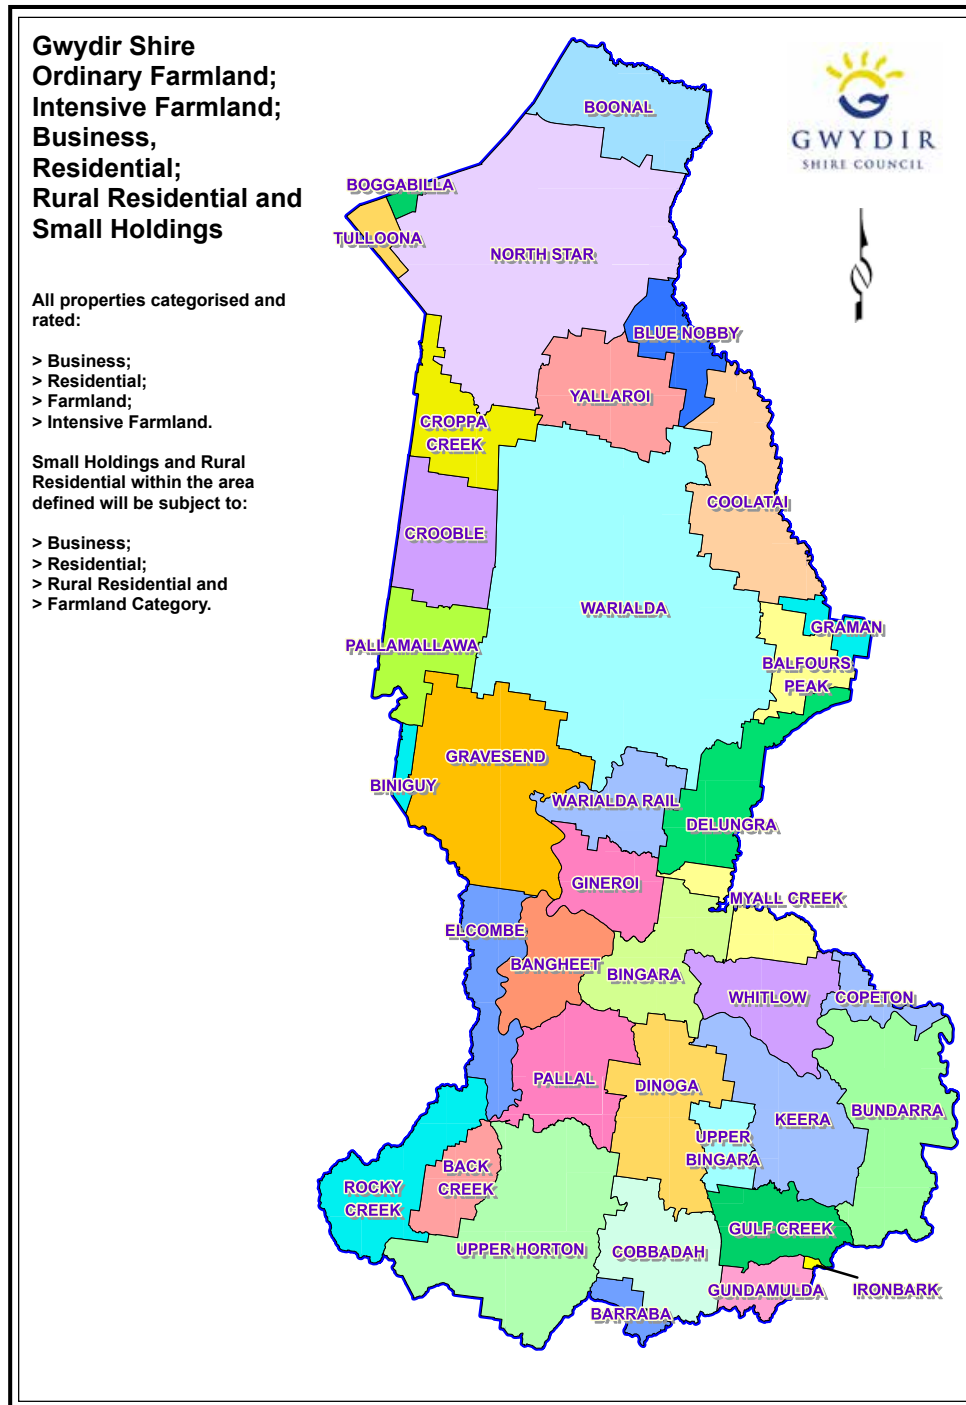 Gwydir Shire
Ordinary Farmland;
Intensive Farmland;
Business,
Residential;
Rural Residential and
Small Holdings
All properties categorised and
rated:
> Business;
> Residential;
> Farmland;
> Intensive Farmland.
Small Holdings and Rural
Residential within the area
defined will be subject to:
> Business;
> Residential;
> Rural Residential and
> Farmland Category.
GWYDIR
SHIRE COUNCIL
BOONAL
BOGGABILLA
TULLOONA
NORTH STAR
BLUE NOBBY
YALLAROI
CROPPA
CREEK
COOLATAI
CROOBLE
WARIALDA
GRAMAN
PALLAMALLAWA
BALFOURS
PEAK
GRAVESEND
BINIGUY
WARIALDA RAIL
DELUNGRA
GINEROI
MYALL CREEK
ELCOMBE
BANGHEET
BINGARA
WHITLOW
COPETON
PALLAL
DINOGA
BUNDARRA
KEERA
UPPER
BINGARA
BACK
CREEK
ROCKY
CREEK
GULF CREEK
UPPER HORTON
COBBADAH
GUNDAMULDA
IRONBARK
BARRABA